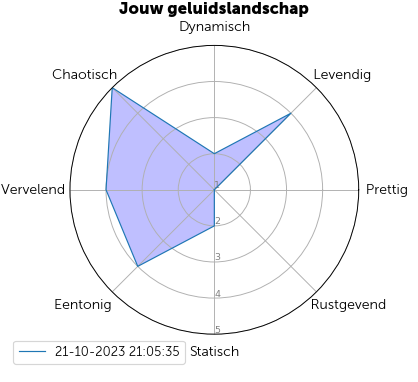 Jouw geluidslandschap
Dynamisch
Chaotisch
Levendig
Vervelend
1
Prettig
2
3
Eentonig
4
Rustgevend
5
21-10-2023 21:05:35
Statisch